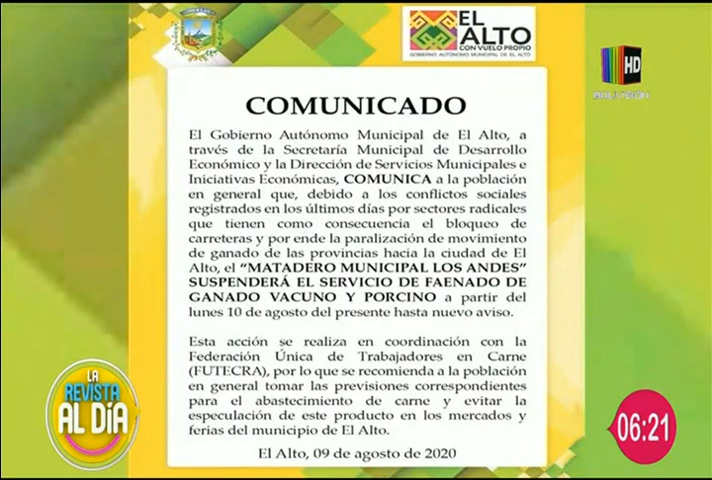 EL
ALTO
CON VUELO PROPIO
GOBIERNO AUTÓNOMO MUNICIPAL DE EL ALTO
HD
COMUNICADO
El Gobierno Autónomo Municipal de El Alto, a
través de la Secretaría Municipal de Desarrollo
Económico y la Dirección de Servicios Municipales e
Iniciativas Económicas, COMUNICA a la población
en general que, debido a los conflictos sociales
registrados en los últimos días por sectores radicales
que tienen como consecuencia el bloqueo de
carreteras y por ende la paralización de movimiento
de ganado de las provincias hacia la ciudad de El
Alto, el “MATADERO MUNICIPAL LOS ANDES”
SUSPENDERÁ EL SERVICIO DE FAENADO DE
GANADO VACUNO Y PORCINO a partir del
lunes 10 de agosto del presente hasta nuevo aviso.
Esta acción se realiza en coordinación con la
Federación Única de Trabajadores en Carne
(FUTECRA), por lo que se recomienda a la población
en general tomar las previsiones correspondientes
para el abastecimiento de carne y evitar la
especulación de este producto en los mercados y
ferias del municipio de El Alto.
El Alto, 09 de agosto de 2020
LA
REVISTA
AL DÍA
06:21